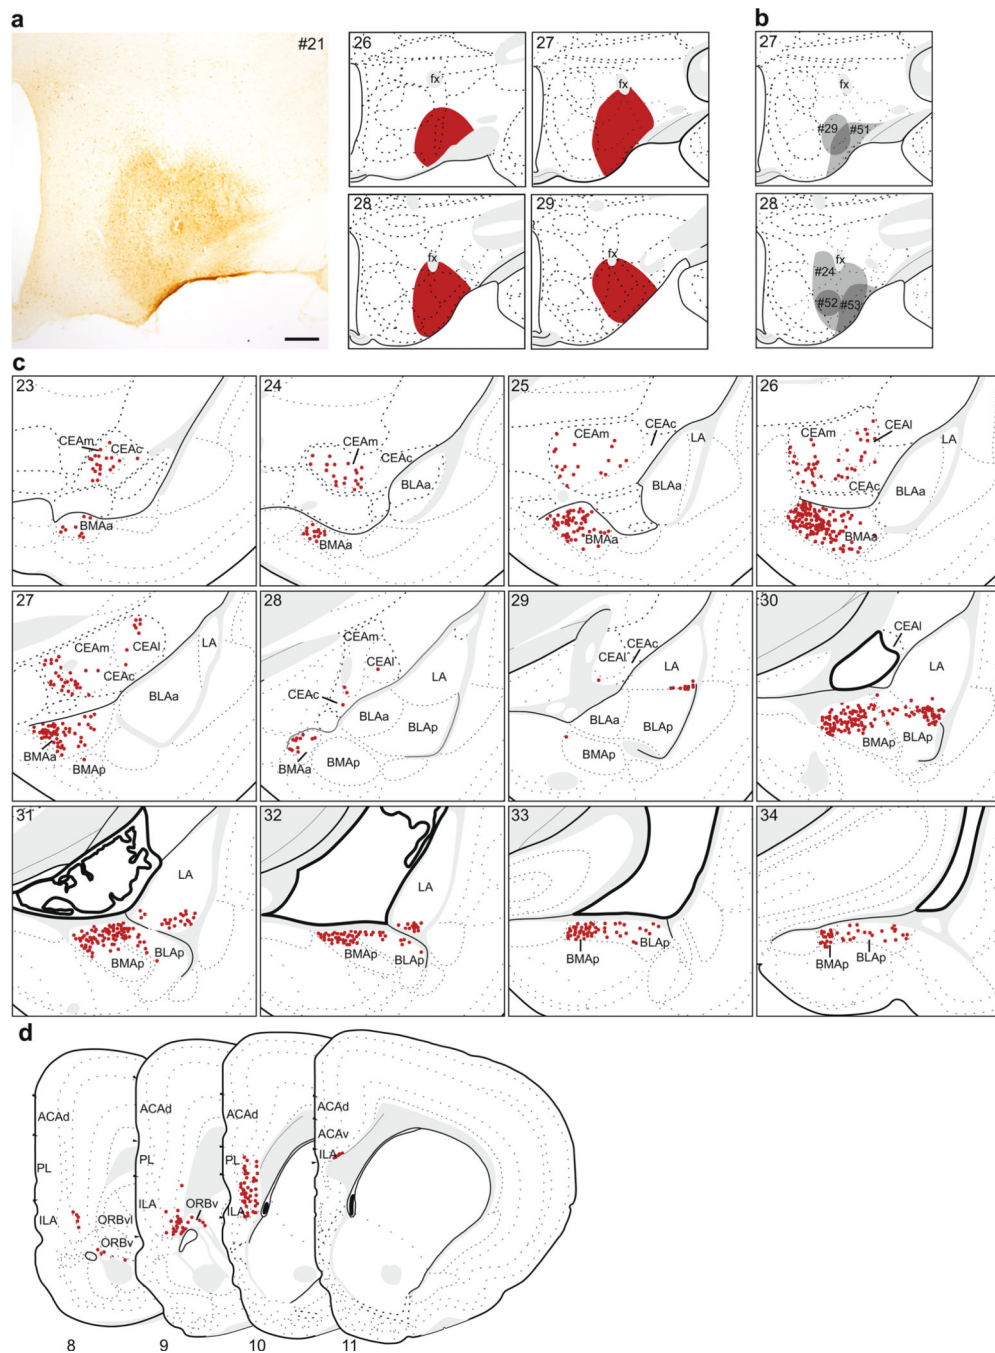 a
#21
26
fx
27
fx
28
fx
29
fx
b
27
#29
#51
28
fx
#24
#52
#53
c
23
CEAm
CEAc
BMAa
24
CEAm
CEAc
BLAa
BMAa
25
CEAm
CEAc
LA
BLAa
BMAa
26
CEAm
CEAl
LA
CEAc
BLAa
BMAa
27
CEAm
CEAl
LA
CEAc
BLAa
BMAa
BMAp
28
CEAm
CEAl
LA
CEAc
BLAa
BLAp
BMAa
BMAp
29
CEAc
CEAl
LA
BLAa
BLAp
BMAp
30
CEAl
LA
BMAp
BLAp
31
LA
BMAp
BLAp
32
LA
BMAp
BLAp
33
BMAp
BLAp
34
BMAp
BLAp
d
ACAd
PL
ILA
ORBvl
ORBv
8
ACAd
PL
ILA
ORBv
9
ACAd
PL
ILA
10
ACAd
ACAv
ILA
11